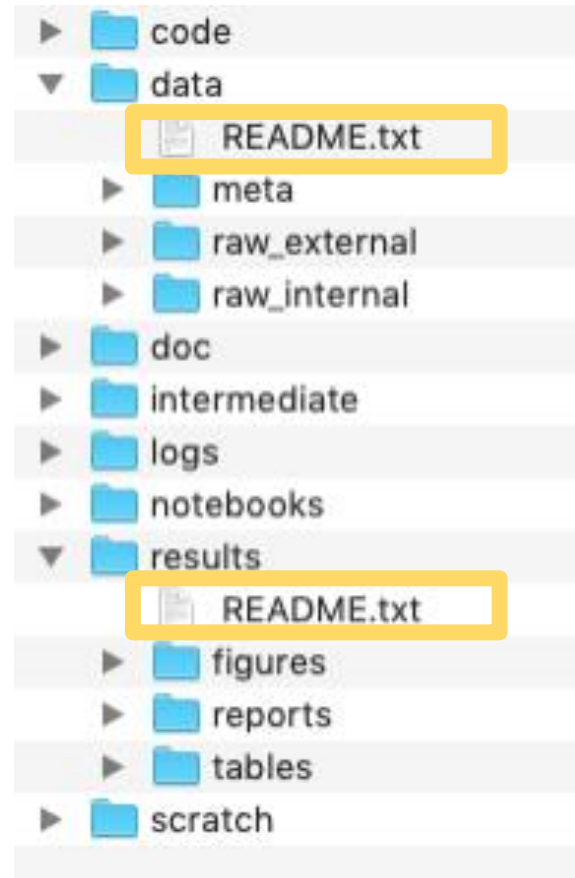 code
data
README.txt
meta
raw_external
raw_internal
doc
intermediate
logs
notebooks
results
README.txt
figures
reports
tables
scratch